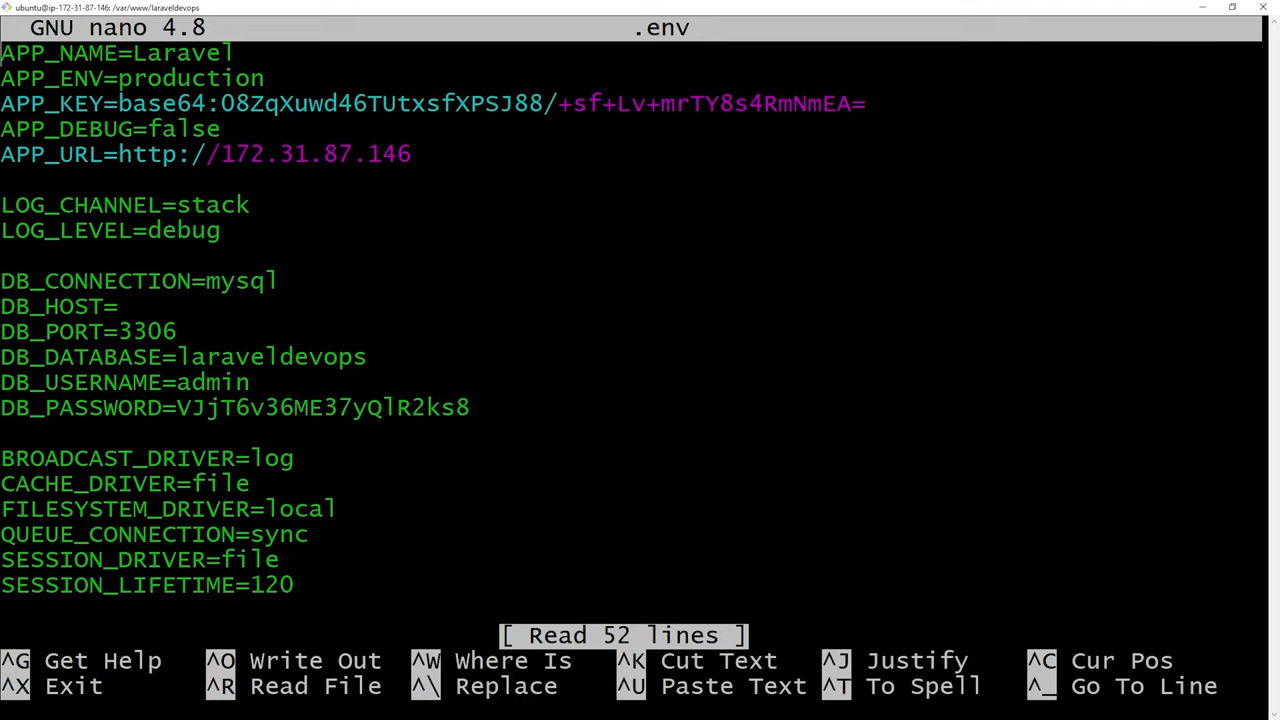 ubuntu@ip-172-31-87-146: /var/www/laraveldevops
GNU nano 4.8 .env
APP_NAME=Laravel
APP_ENV=production
APP_KEY=base64:O8ZqXuwd46TUtxsfXPSJ88/+sf+Lv+mrTY8s4RmNmEA=
APP_DEBUG=false
APP_URL=http://172.31.87.146
LOG_CHANNEL=stack
LOG_LEVEL=debug
DB_CONNECTION=mysql
DB_HOST=
DB_PORT=3306
DB_DATABASE=laraveldevops
DB_USERNAME=admin
DB_PASSWORD=VJjT6v36ME37yQlR2ks8
BROADCAST_DRIVER=log
CACHE_DRIVER=file
FILESYSTEM_DRIVER=local
QUEUE_CONNECTION=sync
SESSION_DRIVER=file
SESSION_LIFETIME=120
[ Read 52 lines ]
^G Get Help ^O Write Out ^W Where Is ^K Cut Text ^J Justify ^C Cur Pos
^X Exit ^R Read File ^\ Replace ^U Paste Text ^T To Spell ^_ Go To Line